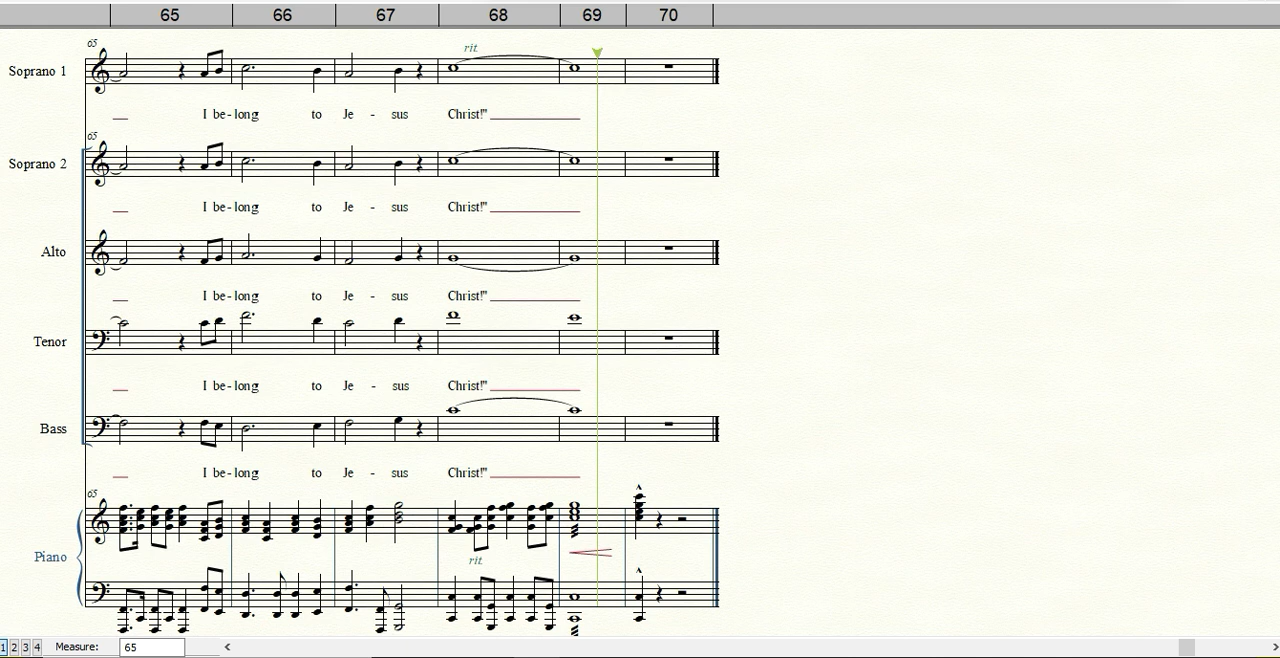 65 66 67 68 69 70
65
rit.
Soprano 1
I be-long to Je - sus Christ!"
65
Soprano 2
I be-long to Je - sus Christ!"
Alto
I be-long to Je - sus Christ!"
Tenor
I be-long to Je - sus Christ!"
Bass
I be-long to Je - sus Christ!"
65
Piano
rit.
1 2 3 4 Measure: 65